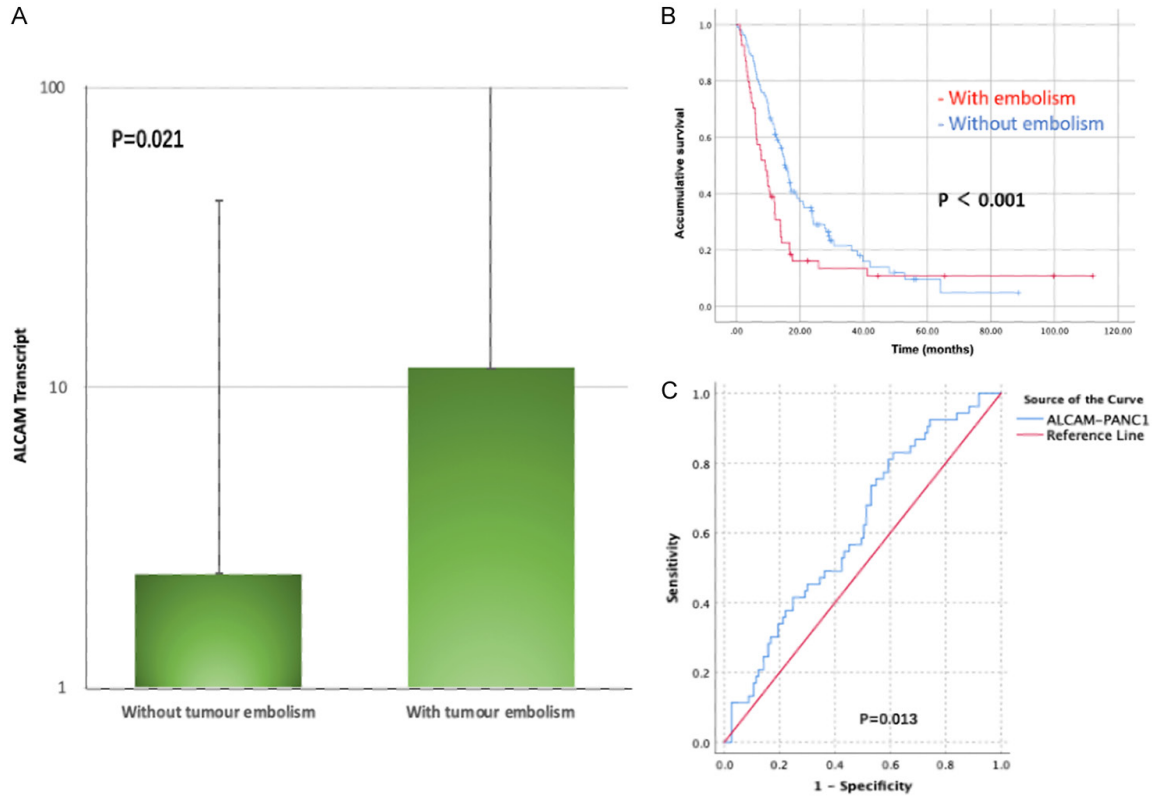 A
ALCAM Transcript
100
10
1
P=0.021
Without tumour embolism
With tumour embolism
B
Accumulative survival
1.0
0.8
0.6
0.4
0.2
0.0
- With embolism
- Without embolism
P < 0.001
.00 20.00 40.00 60.00 80.00 100.00 120.00
Time (months)
C
Sensitivity
1.0
0.8
0.6
0.4
0.2
0.0
Source of the Curve
ALCAM-PANC1
Reference Line
P=0.013
0.0 0.2 0.4 0.6 0.8 1.0
1 - Specificity